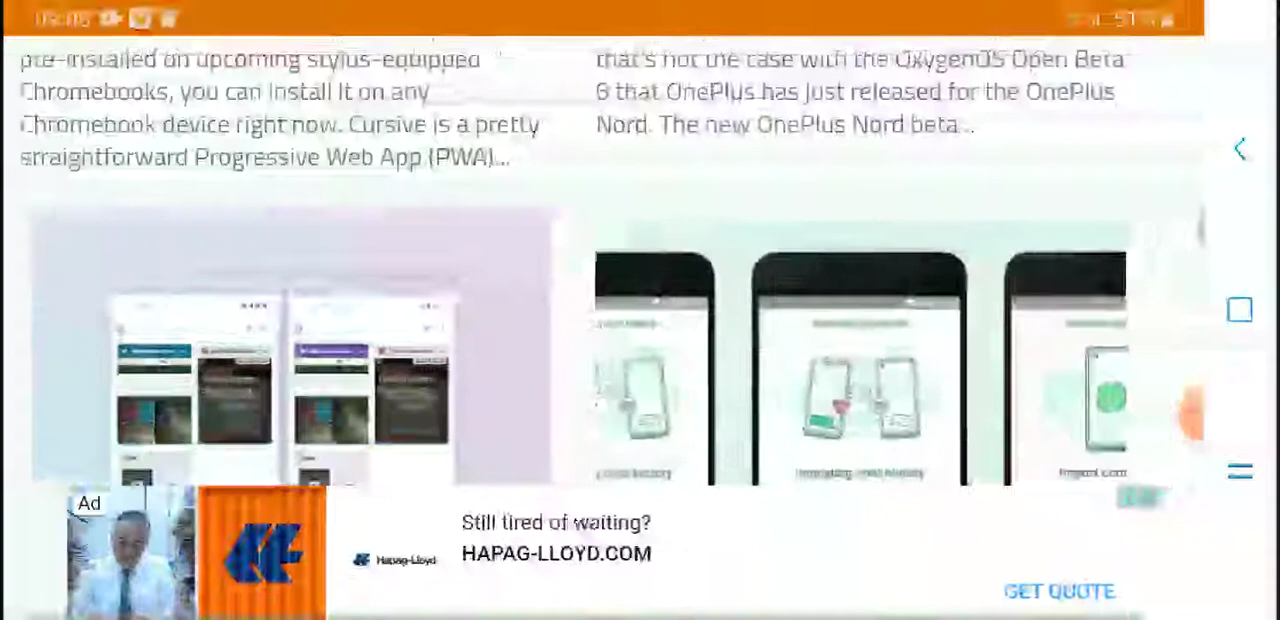 pre-installed on upcoming stylus-equipped
Chromebooks, you can install it on any
Chromebook device right now. Cursive is a pretty
straightforward Progressive Web App (PWA)...
that's not the case with the OxygenOS Open Beta
6 that OnePlus has just released for the OnePlus
Nord. The new OnePlus Nord beta...
Ad
Still tired of waiting?
Hapag-Lloyd
HAPAG-LLOYD.COM
GET QUOTE